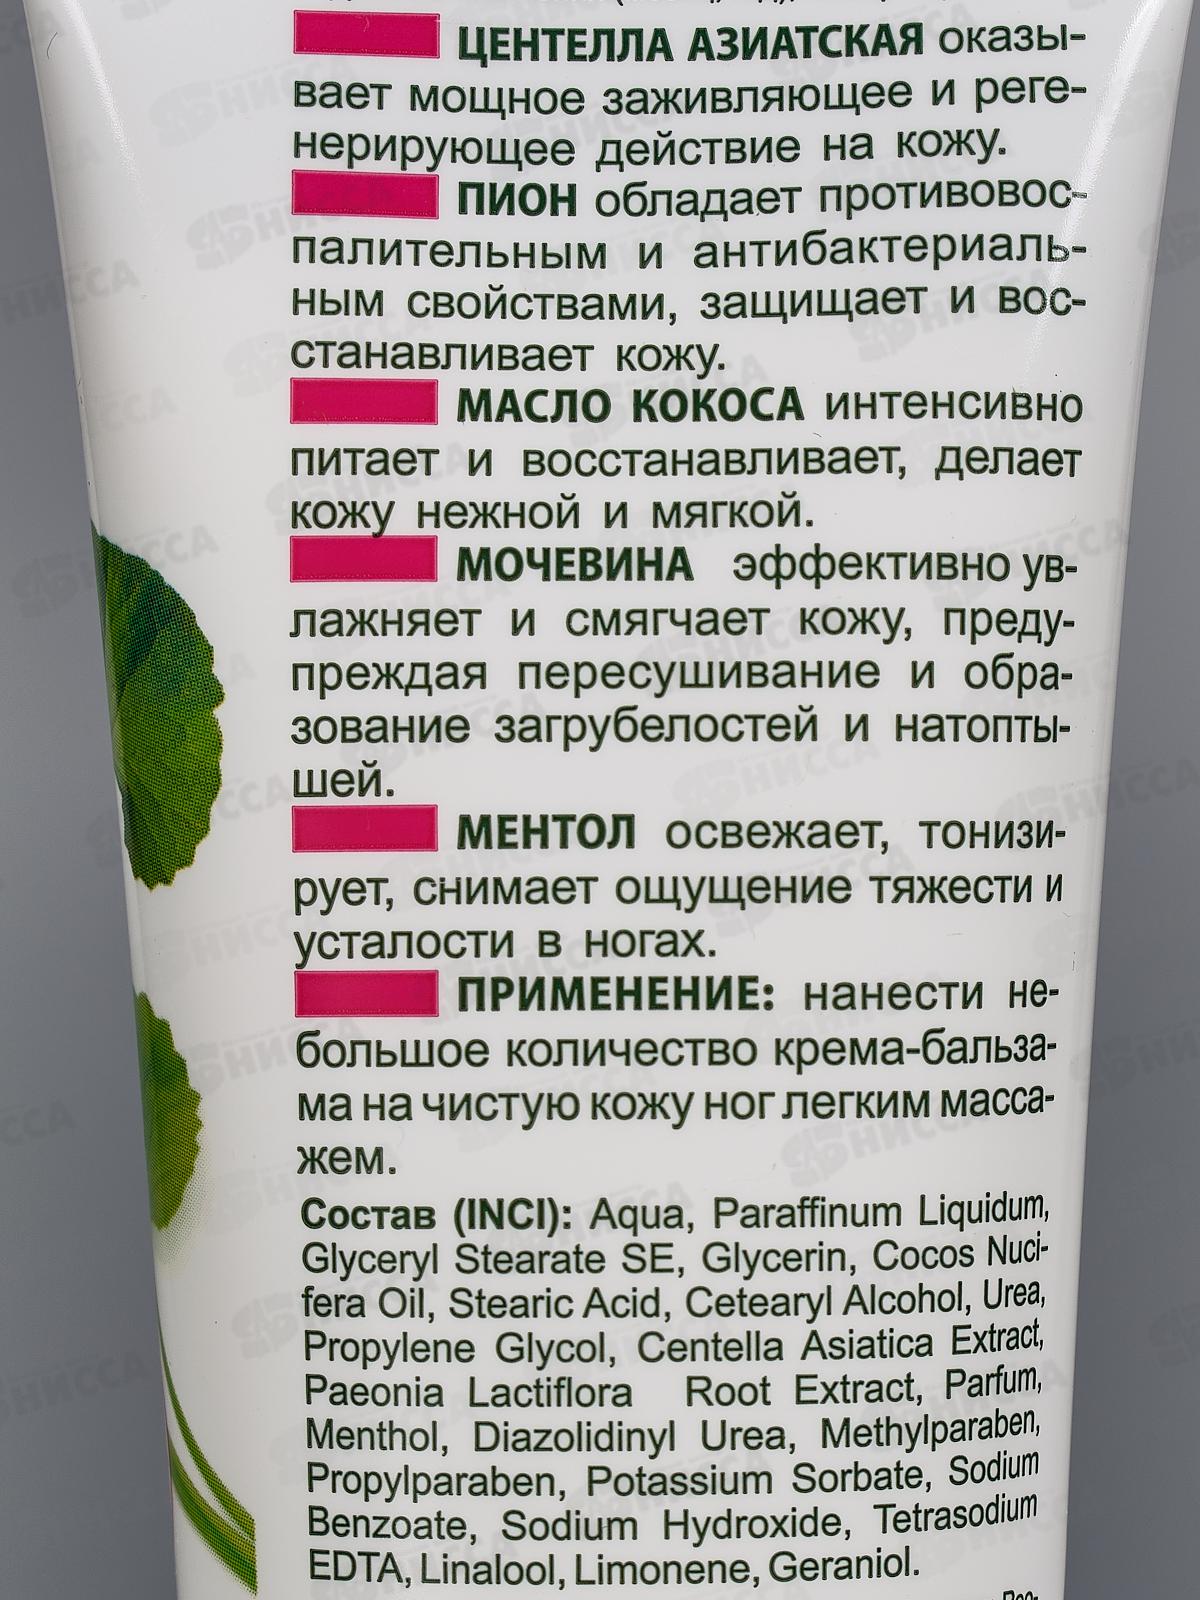 ЦЕНТЕЛЛА АЗИАТСКАЯ оказы-
вает мощное заживляющее и реге-
нерирующее действие на кожу.
ПИОН обладает противовос-
палительным и антибактериаль-
ным свойствами, защищает и вос-
станавливает кожу.
МАСЛО КОКОСА интенсивно
питает и восстанавливает, делает
кожу нежной и мягкой.
МОЧЕВИНА эффективно ув-
лажняет и смягчает кожу, преду-
преждая пересушивание и обра-
зование загрубелостей и натопты-
шей.
МЕНТОЛ освежает, тонизи-
рует, снимает ощущение тяжести и
усталости в ногах.
ПРИМЕНЕНИЕ: нанести не-
большое количество крема-бальза-
ма на чистую кожу ног легким масса-
жем.
Состав (INCI): Aqua, Paraffinum Liquidum,
Glyceryl Stearate SE, Glycerin, Cocos Nuci-
fera Oil, Stearic Acid, Cetearyl Alcohol, Urea,
Propylene Glycol, Centella Asiatica Extract,
Paeonia Lactiflora Root Extract, Parfum,
Menthol, Diazolidinyl Urea, Methylparaben,
Propylparaben, Potassium Sorbate, Sodium
Benzoate, Sodium Hydroxide, Tetrasodium
EDTA, Linalool, Limonene, Geraniol.